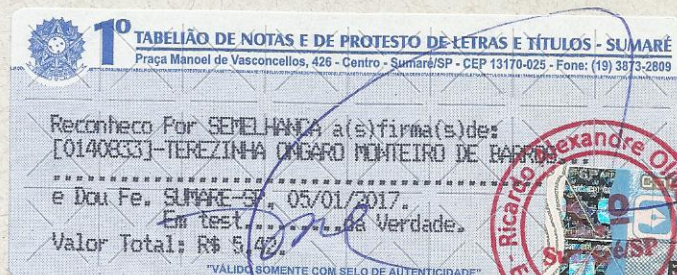 1º TABELIÃO DE NOTAS E DE PROTESTO DE LETRAS E TÍTULOS - SUMARÉ
Praça Manoel de Vasconcellos, 426 - Centro - Sumaré/SP - CEP 13170-025 - Fone: (19) 3873-2809
Reconheco Por SEMELHANCA a(s)firma(s)de:
[0140833]-TEREZINHA ONGARO MONTEIRO DE BARROS..
e Dou Fe. SUMARE-SP, 05/01/2017.
Em test.........da Verdade.
Valor Total: R$ 5,42.
"VÁLIDO SOMENTE COM SELO DE AUTENTICIDADE"
Ricardo Alexandre
Sumaré/SP